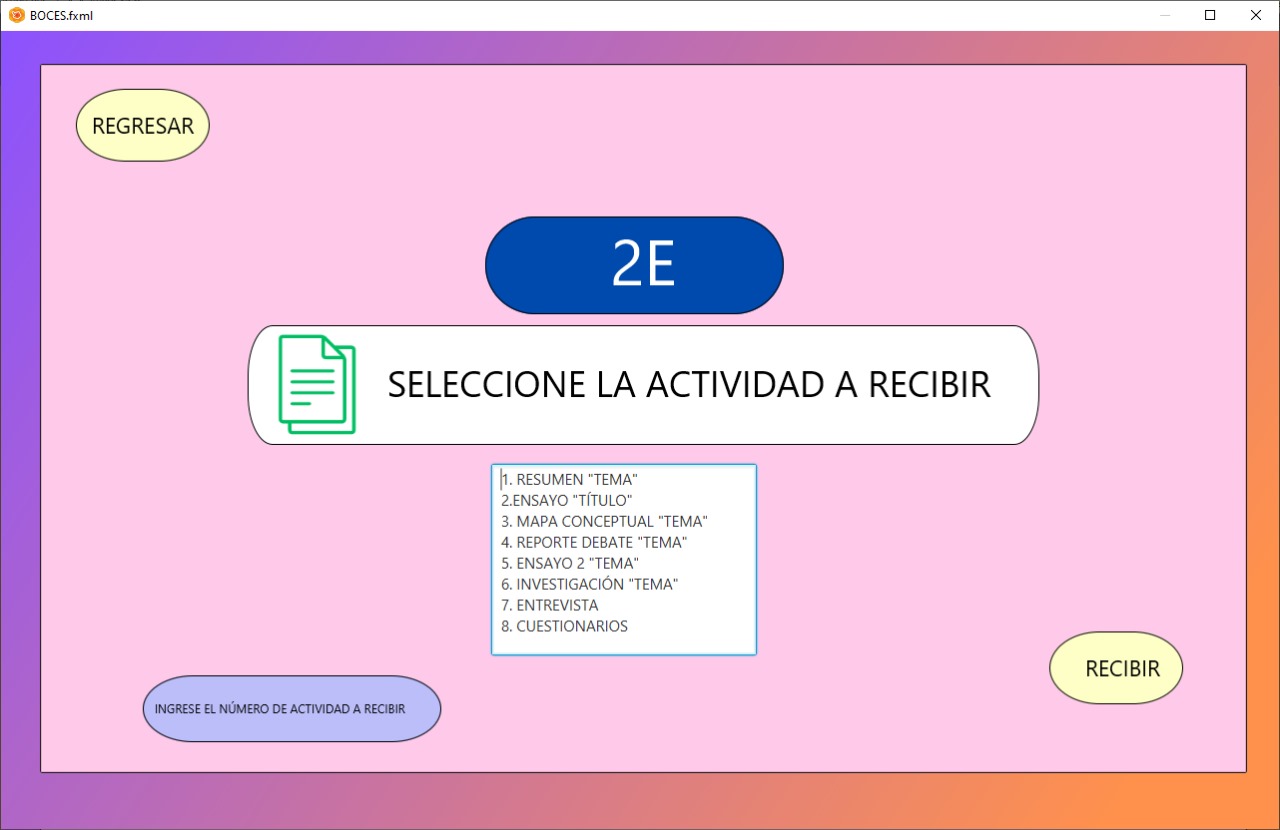 BOCES.fxml
REGRESAR
2E
SELECCIONE LA ACTIVIDAD A RECIBIR
1. RESUMEN "TEMA"
2.ENSAYO "TÍTULO"
3. MAPA CONCEPTUAL "TEMA"
4. REPORTE DEBATE "TEMA"
5. ENSAYO 2 "TEMA"
6. INVESTIGACIÓN "TEMA"
7. ENTREVISTA
8. CUESTIONARIOS
RECIBIR
INGRESE EL NÚMERO DE ACTIVIDAD A RECIBIR